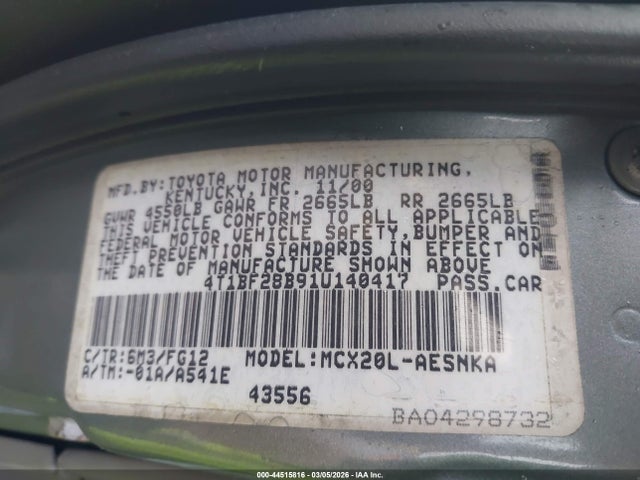 MFD.BY:TOYOTA MOTOR MANUFACTURING,
KENTUCKY,INC. 11/00
GVWR 4550LB GAWR FR 2665LB RR 2665LB
THIS VEHICLE CONFORMS TO ALL APPLICABLE
FEDERAL MOTOR VEHICLE SAFETY,BUMPER AND
THEFT PREVENTION STANDARDS IN EFFECT ON
THE DATE OF MANUFACTURE SHOWN ABOVE
4T1BF28B91U140417 PASS.CAR
C/TR:6M3/FG12 MODEL:MCX20L-AESNKA
A/TM:-01A/A541E
43556
BA04298732
000-44515816 | 03/05/2026 | IAA Inc.